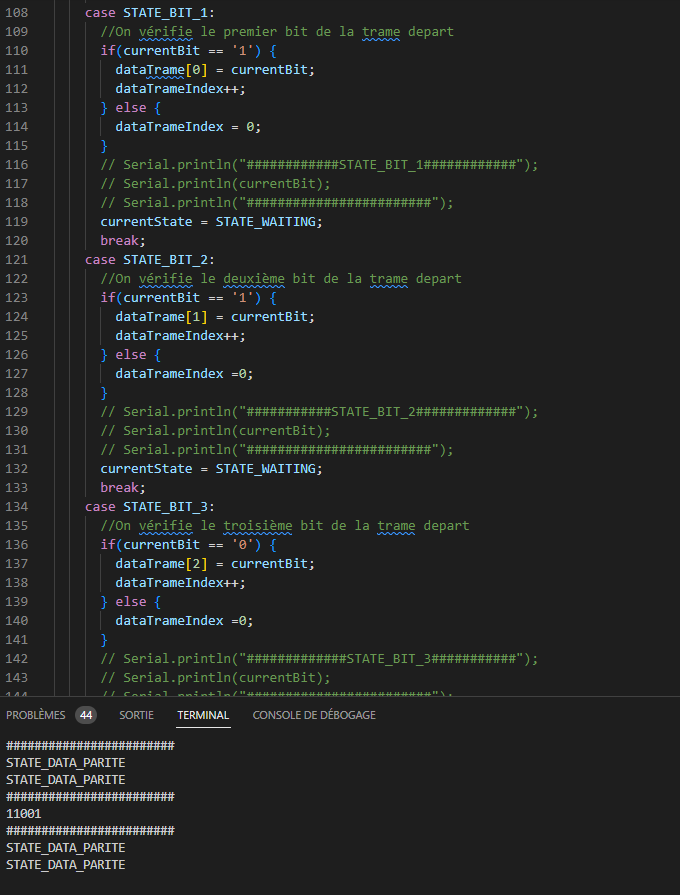 108 case STATE_BIT_1:
109 //On vérifie le premier bit de la trame depart
110 if(currentBit == '1') {
111 dataTrame[0] = currentBit;
112 dataTrameIndex++;
113 } else {
114 dataTrameIndex = 0;
115 }
116 // Serial.println("############STATE_BIT_1############");
117 // Serial.println(currentBit);
118 // Serial.println("########################");
119 currentState = STATE_WAITING;
120 break;
121 case STATE_BIT_2:
122 //On vérifie le deuxième bit de la trame depart
123 if(currentBit == '1') {
124 dataTrame[1] = currentBit;
125 dataTrameIndex++;
126 } else {
127 dataTrameIndex =0;
128 }
129 // Serial.println("###########STATE_BIT_2#############");
130 // Serial.println(currentBit);
131 // Serial.println("########################");
132 currentState = STATE_WAITING;
133 break;
134 case STATE_BIT_3:
135 //On vérifie le troisième bit de la trame depart
136 if(currentBit == '0') {
137 dataTrame[2] = currentBit;
138 dataTrameIndex++;
139 } else {
140 dataTrameIndex =0;
141 }
142 // Serial.println("#############STATE_BIT_3###########");
143 // Serial.println(currentBit);
144 // Serial.println("########################");
PROBLÈMES 44 SORTIE TERMINAL CONSOLE DE DÉBOGAGE
########################
STATE_DATA_PARITE
STATE_DATA_PARITE
########################
11001
########################
STATE_DATA_PARITE
STATE_DATA_PARITE